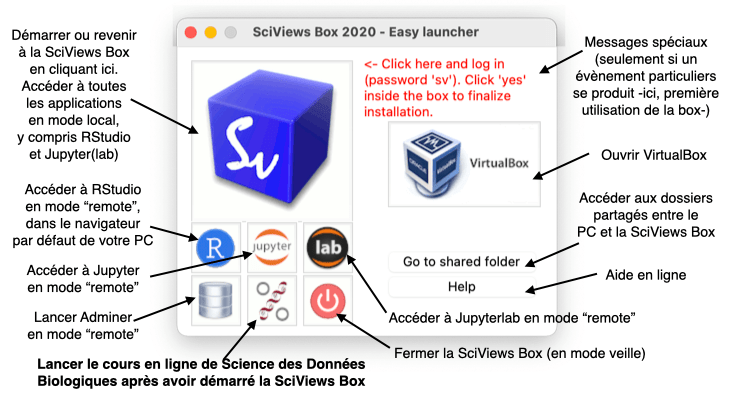 SciViews Box 2020 - Easy launcher
Démarrer ou revenir
à la SciViews Box
en cliquant ici.
Accéder à toutes
les applications
en mode local,
y compris RStudio
et Jupyter(lab)
<- Click here and log in
(password 'sv'). Click 'yes'
inside the box to finalize
installation.
Messages spéciaux
(seulement si un
évènement particuliers
se produit -ici, première
utilisation de la box-)
Sv
VirtualBox
Ouvrir VirtualBox
Accéder à RStudio
en mode “remote”,
dans le navigateur
par défaut de votre PC
Accéder aux dossiers
partagés entre le
PC et la SciViews Box
R
jupyter
lab
Go to shared folder
Accéder à Jupyter
en mode “remote”
Help
Aide en ligne
Lancer Adminer
en mode “remote”
Accéder à Jupyterlab en mode “remote”
Lancer le cours en ligne de Science des Données
Biologiques après avoir démarré la SciViews Box
Fermer la SciViews Box (en mode veille)